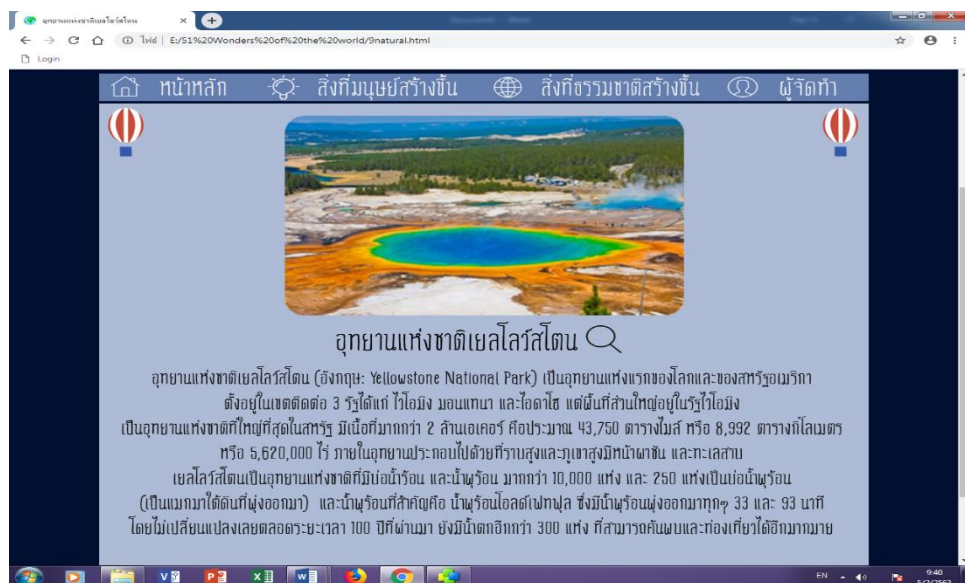 อุทยานแห่งชาติเยลโลว์สโตน
ไฟล์ | E:/51%20Wonders%20of%20the%20world/9natural.html
Login
หน้าหลัก สิ่งที่มนุษย์สร้างขึ้น สิ่งที่ธรรมชาติสร้างขึ้น ผู้จัดทำ
อุทยานแห่งชาติเยลโลว์สโตน
อุทยานแห่งชาติเยลโลว์สโตน (อังกฤษ: Yellowstone National Park) เป็นอุทยานแห่งแรกของโลกและของสหรัฐอเมริกา
ตั้งอยู่ในเขตติดต่อ 3 รัฐได้แก่ ไวโอมิง มอนแทนา และไอดาโฮ แต่พื้นที่ส่วนใหญ่อยู่ในรัฐไวโอมิง
เป็นอุทยานแห่งชาติที่ใหญ่ที่สุดในสหรัฐ มีเนื้อที่มากกว่า 2 ล้านเอเคอร์ คือประมาณ 43,750 ตารางไมล์ หรือ 8,992 ตารางกิโลเมตร
หรือ 5,620,000 ไร่ ภายในอุทยานประกอบไปด้วยที่ราบสูงและภูเขาสูงมีหน้าผาชัน และทะเลสาบ
เยลโลว์สโตนเป็นอุทยานแห่งชาติที่มีบ่อน้ำร้อน และน้ำพุร้อน มากกว่า 10,000 แห่ง และ 250 แห่งเป็นบ่อน้ำพุร้อน
(เป็นแมกมาใต้ดินที่พุ่งออกมา) และน้ำพุร้อนที่สำคัญคือ น้ำพุร้อนโอลด์เฟทฟุล ซึ่งมีน้ำพุร้อนพุ่งออกมาทุกๆ 33 และ 93 นาที
โดยไม่เปลี่ยนแปลงเลยตลอดระยะเวลา 100 ปีที่ผ่านมา ยังมีน้ำตกอีกกว่า 300 แห่ง ที่สามารถค้นพบและท่องเที่ยวได้อีกมากมาย
EN 9:40
5/2/2562